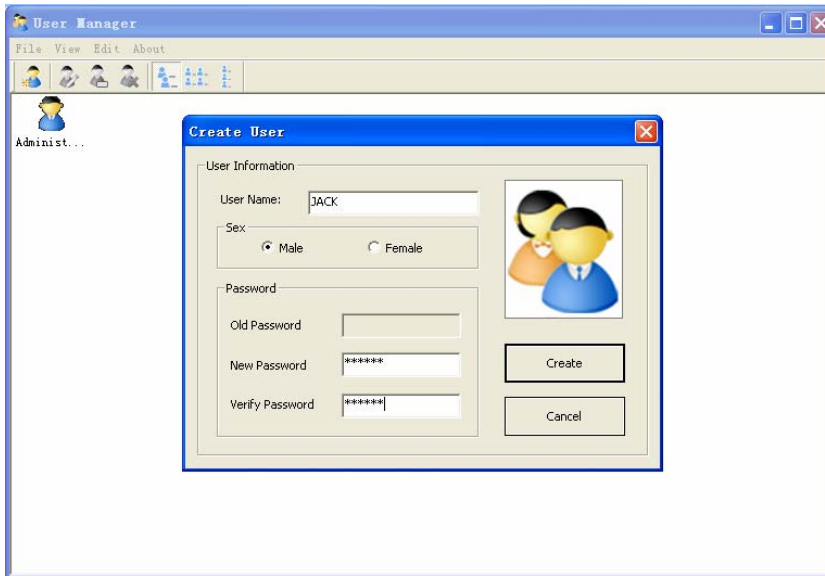 User Manager
File View Edit About
Administ...
Create User
User Information
User Name: JACK
Sex
Male Female
Password
Old Password
New Password ******
Verify Password ******
Create
Cancel